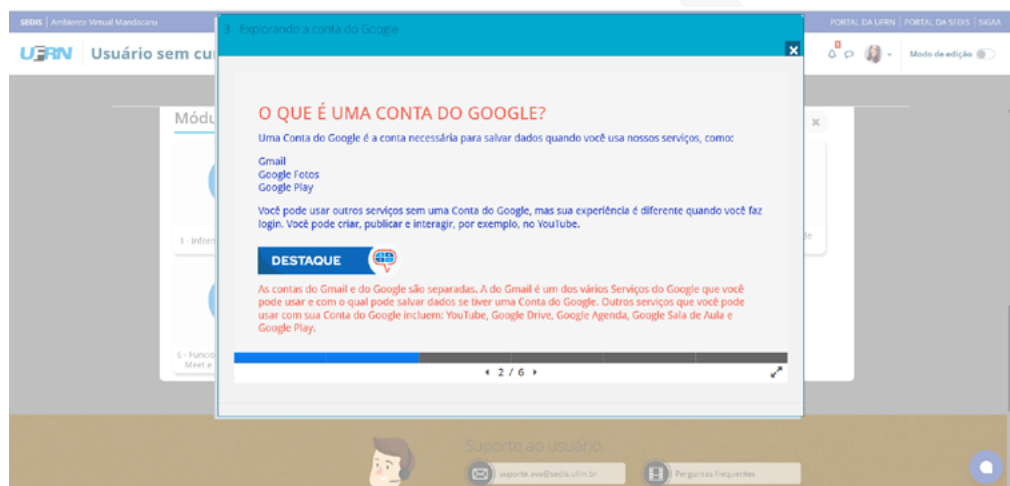 SEDIS | Ambiente Virtual Mandacaru
PORTAL DA UFRN | PORTAL DA SEDIS | SIGAA
3 - Explorando a conta do Google
UFRN
Usuário sem cu
Modo de edição
Módu
O QUE É UMA CONTA DO GOOGLE?
Uma Conta do Google é a conta necessária para salvar dados quando você usa nossos serviços, como:
Gmail
Google Fotos
Google Play
Você pode usar outros serviços sem uma Conta do Google, mas sua experiência é diferente quando você faz
login. Você pode criar, publicar e interagir, por exemplo, no YouTube.
1 - Inform
de
DESTAQUE
As contas do Gmail e do Google são separadas. A do Gmail é um dos vários Serviços do Google que você
pode usar e com o qual pode salvar dados se tiver uma Conta do Google. Outros serviços que você pode
usar com sua Conta do Google incluem: YouTube, Google Drive, Google Agenda, Google Sala de Aula e
Google Play.
Funcio
Meet e
2 / 6
Suporte ao usuário
suporte.ava@sedis.ufrn.br
Perguntas frequentes